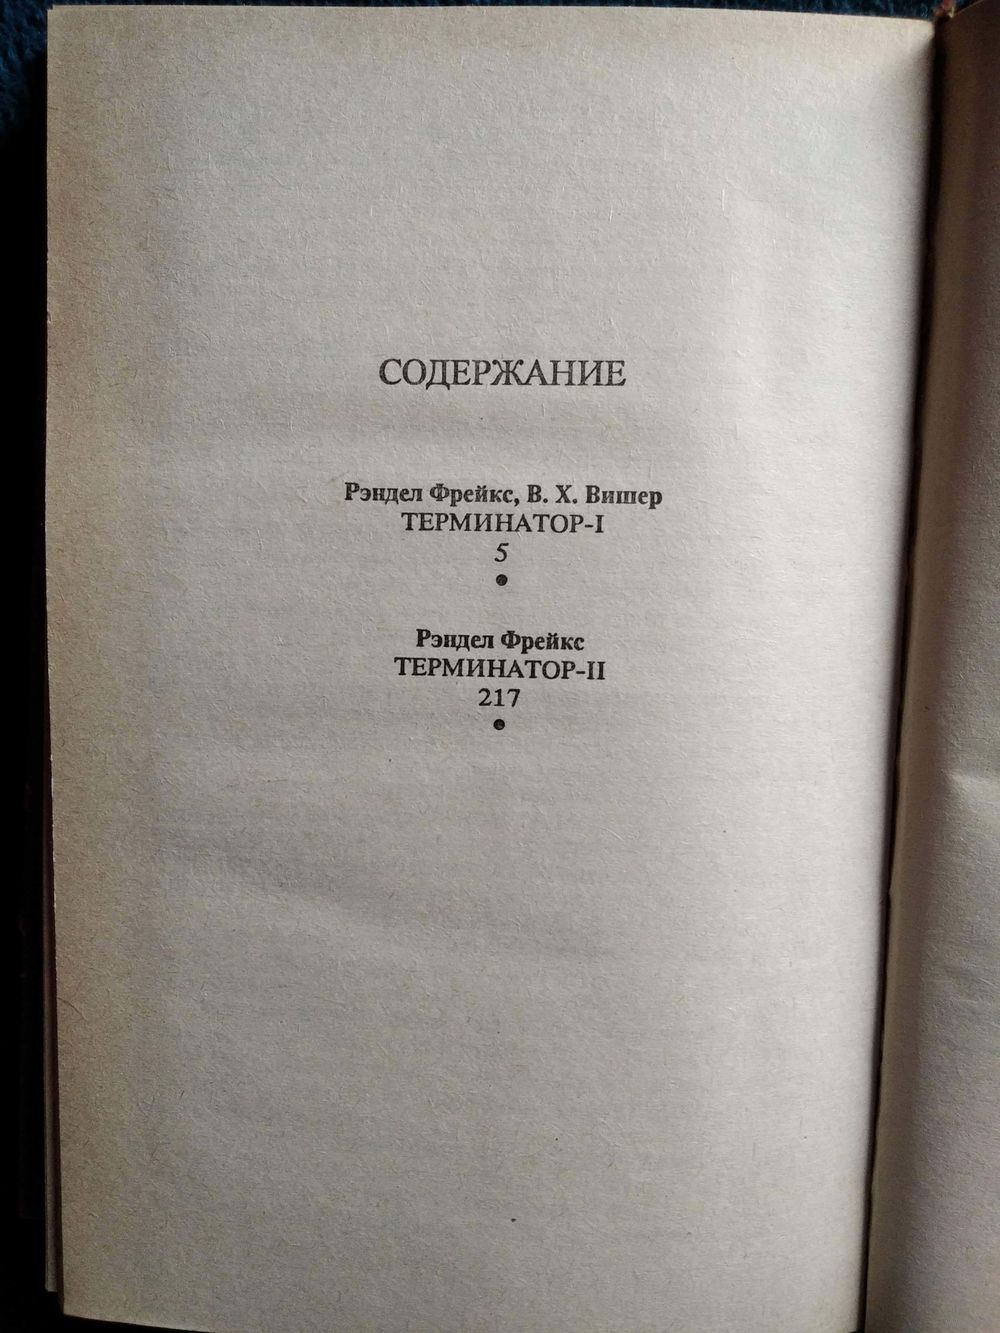 СОДЕРЖАНИЕ
Рэндел Фрейкс, В. Х. Вишер
ТЕРМИНАТОР-I
5
•
Рэндел Фрейкс
ТЕРМИНАТОР-II
217
•